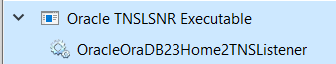 Oracle TNSLSNR Executable
OracleOraDB23Home2TNSListener